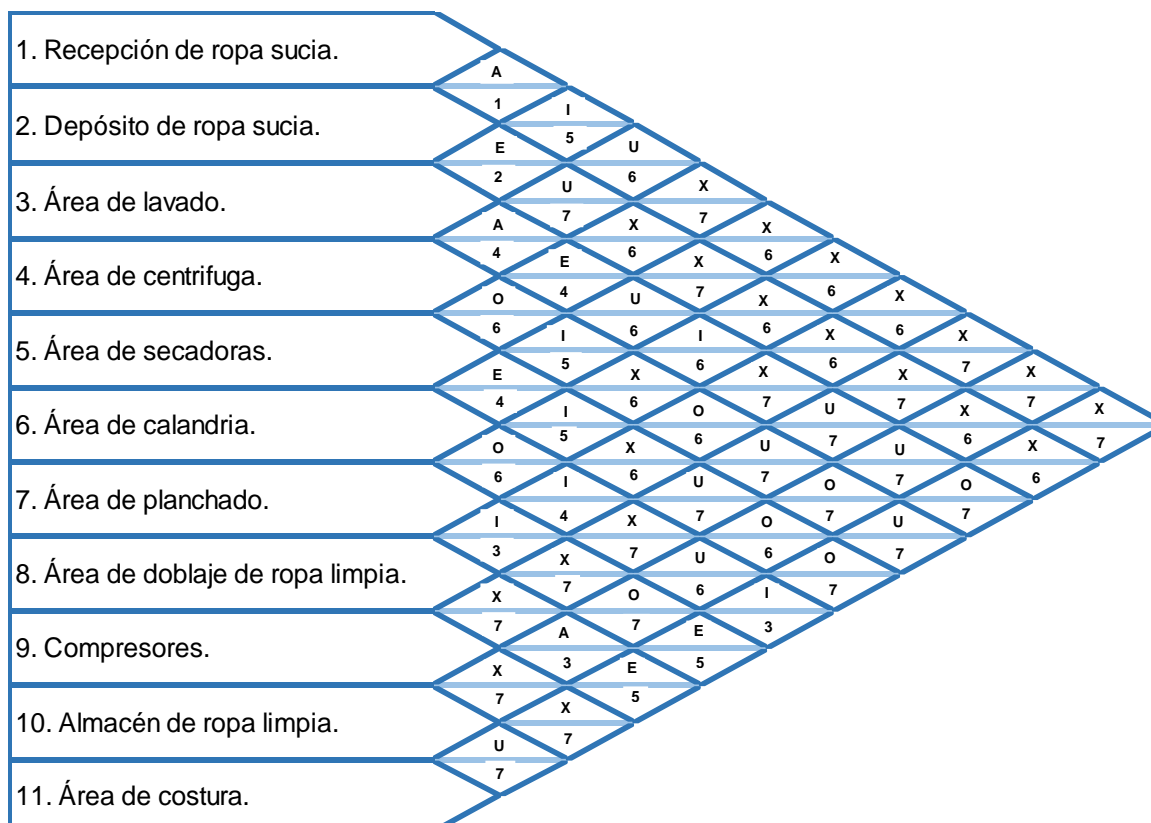 1. Recepción de ropa sucia.
A
1 I
2. Depósito de ropa sucia.
E 5 U
2 U 6 X
3. Área de lavado.
A 7 X 7 X
4 E 6 X 6 X
4. Área de centrifuga.
O 4 U 7 X 6 X
6 I 6 I 6 X 6 X
5. Área de secadoras.
E 5 X 6 X 6 X 7 X
4 I 6 O 7 U 7 X 7 X
6. Área de calandria.
O 5 X 6 U 7 U 6 X 7
6 I 6 U 7 O 7 O 6
7. Área de planchado.
I 4 X 7 O 7 U 7
3 X 7 U 6 O 7
8. Área de doblaje de ropa limpia.
X 7 O 6 I 7
7 A 7 E 3
9. Compresores.
X 3 E 5
7 X 5
10. Almacén de ropa limpia.
U 7
7
11. Área de costura.